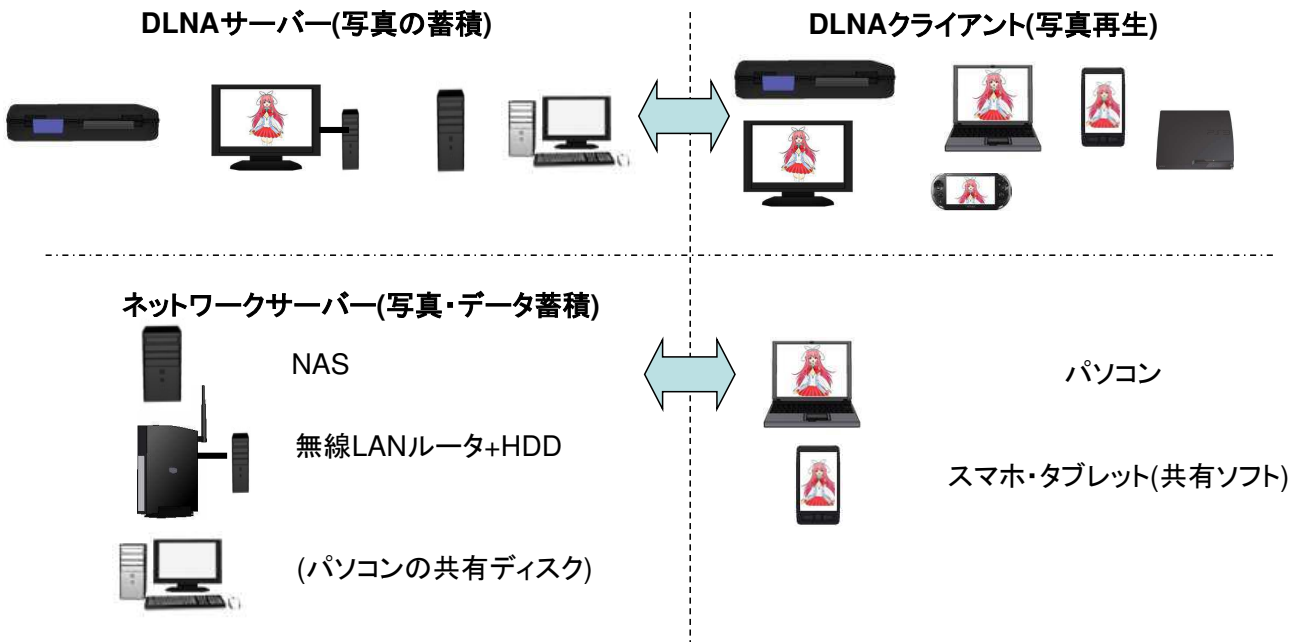 DLNAサーバー(写真の蓄積)
DLNAクライアント(写真再生)
ネットワークサーバー(写真・データ蓄積)
NAS
パソコン
無線LANルータ+HDD
スマホ・タブレット(共有ソフト)
(パソコンの共有ディスク)